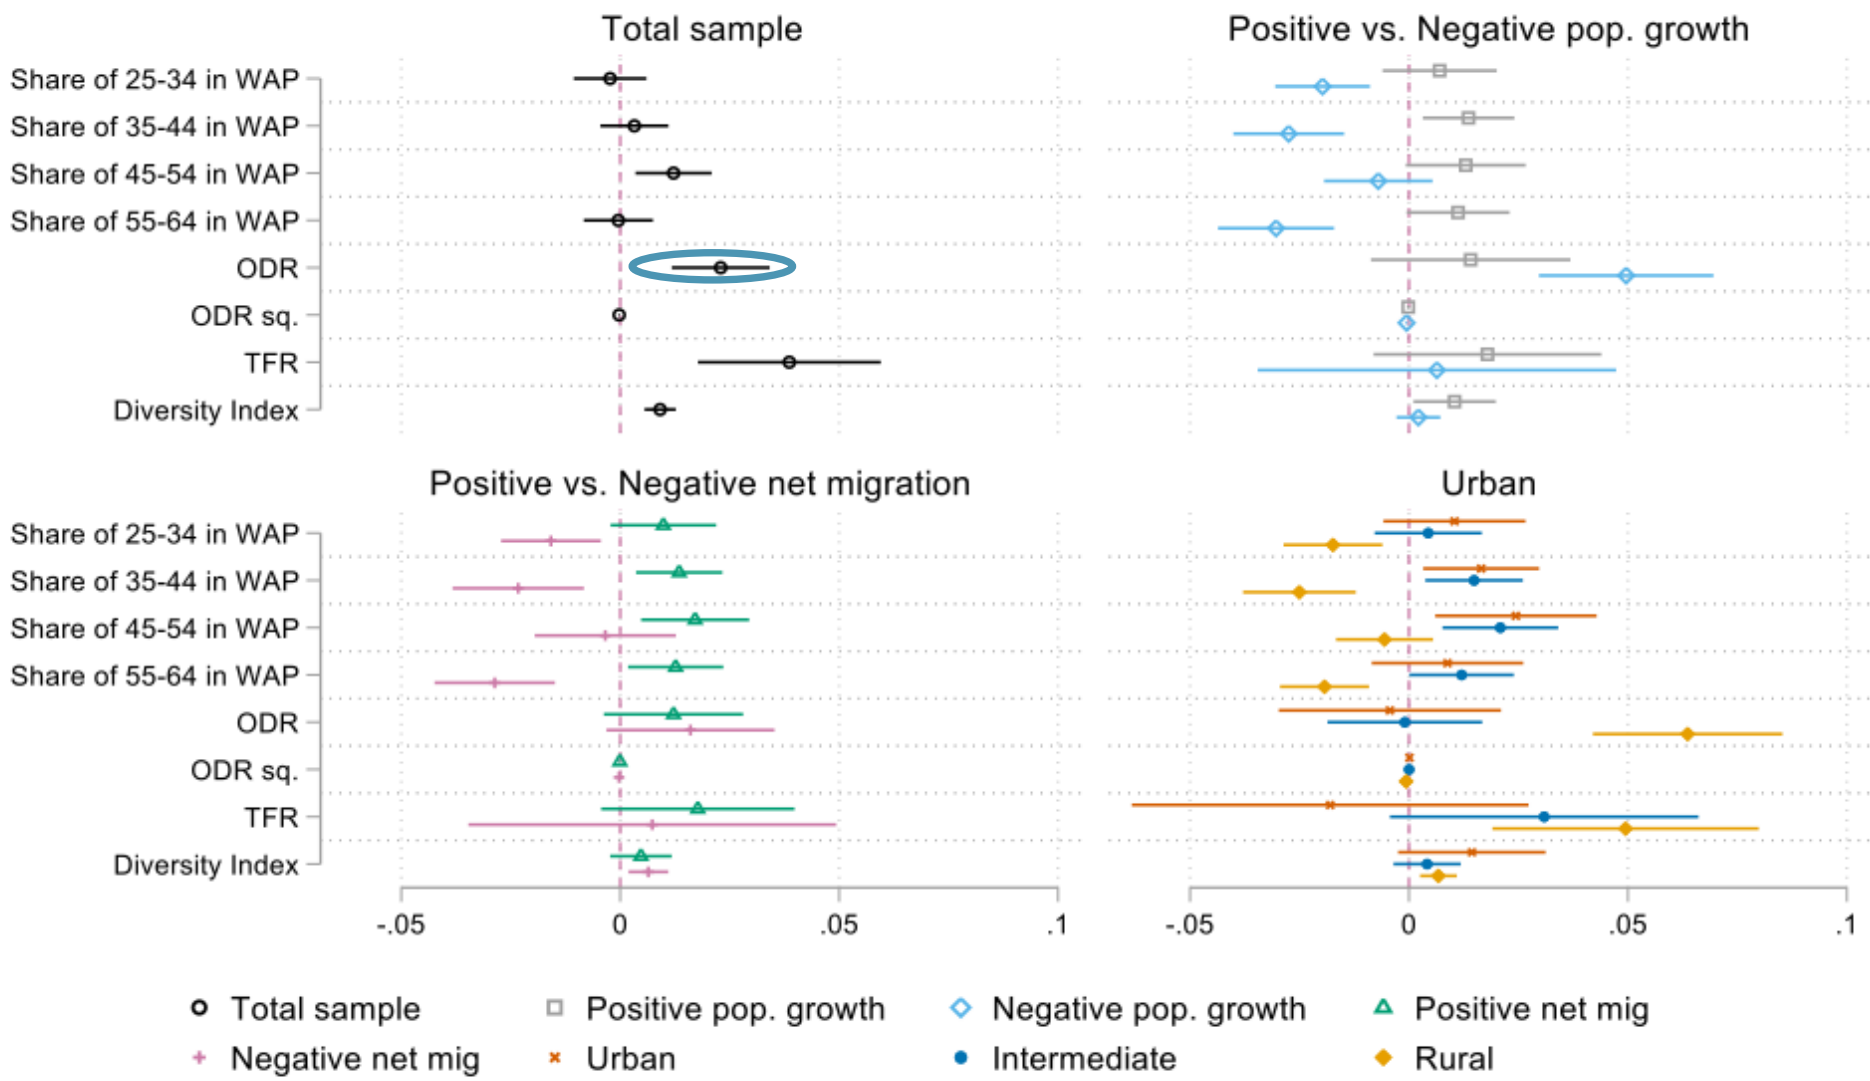 Total sample
Positive vs. Negative pop. growth
Share of 25-34 in WAP
Share of 35-44 in WAP
Share of 45-54 in WAP
Share of 55-64 in WAP
ODR
ODR sq.
TFR
Diversity Index
Positive vs. Negative net migration
Urban
Share of 25-34 in WAP
Share of 35-44 in WAP
Share of 45-54 in WAP
Share of 55-64 in WAP
ODR
ODR sq.
TFR
Diversity Index
-.05 0 .05 .1
-.05 0 .05 .1
Total sample Positive pop. growth Negative pop. growth Positive net mig
Negative net mig Urban Intermediate Rural